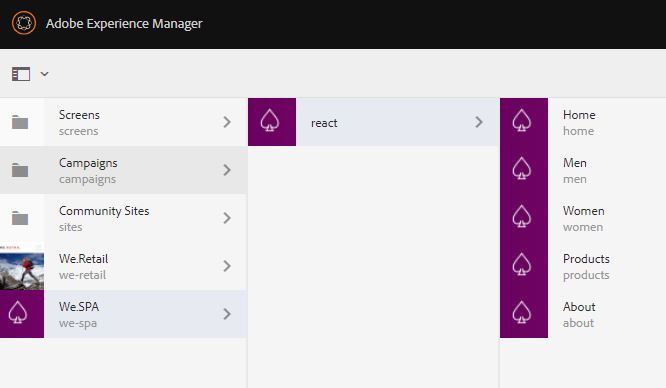 Adobe Experience Manager
Screens
screens
Campaigns
campaigns
Community Sites
sites
We.Retail
we-retail
We.SPA
we-spa
react
Home
home
Men
men
Women
women
Products
products
About
about